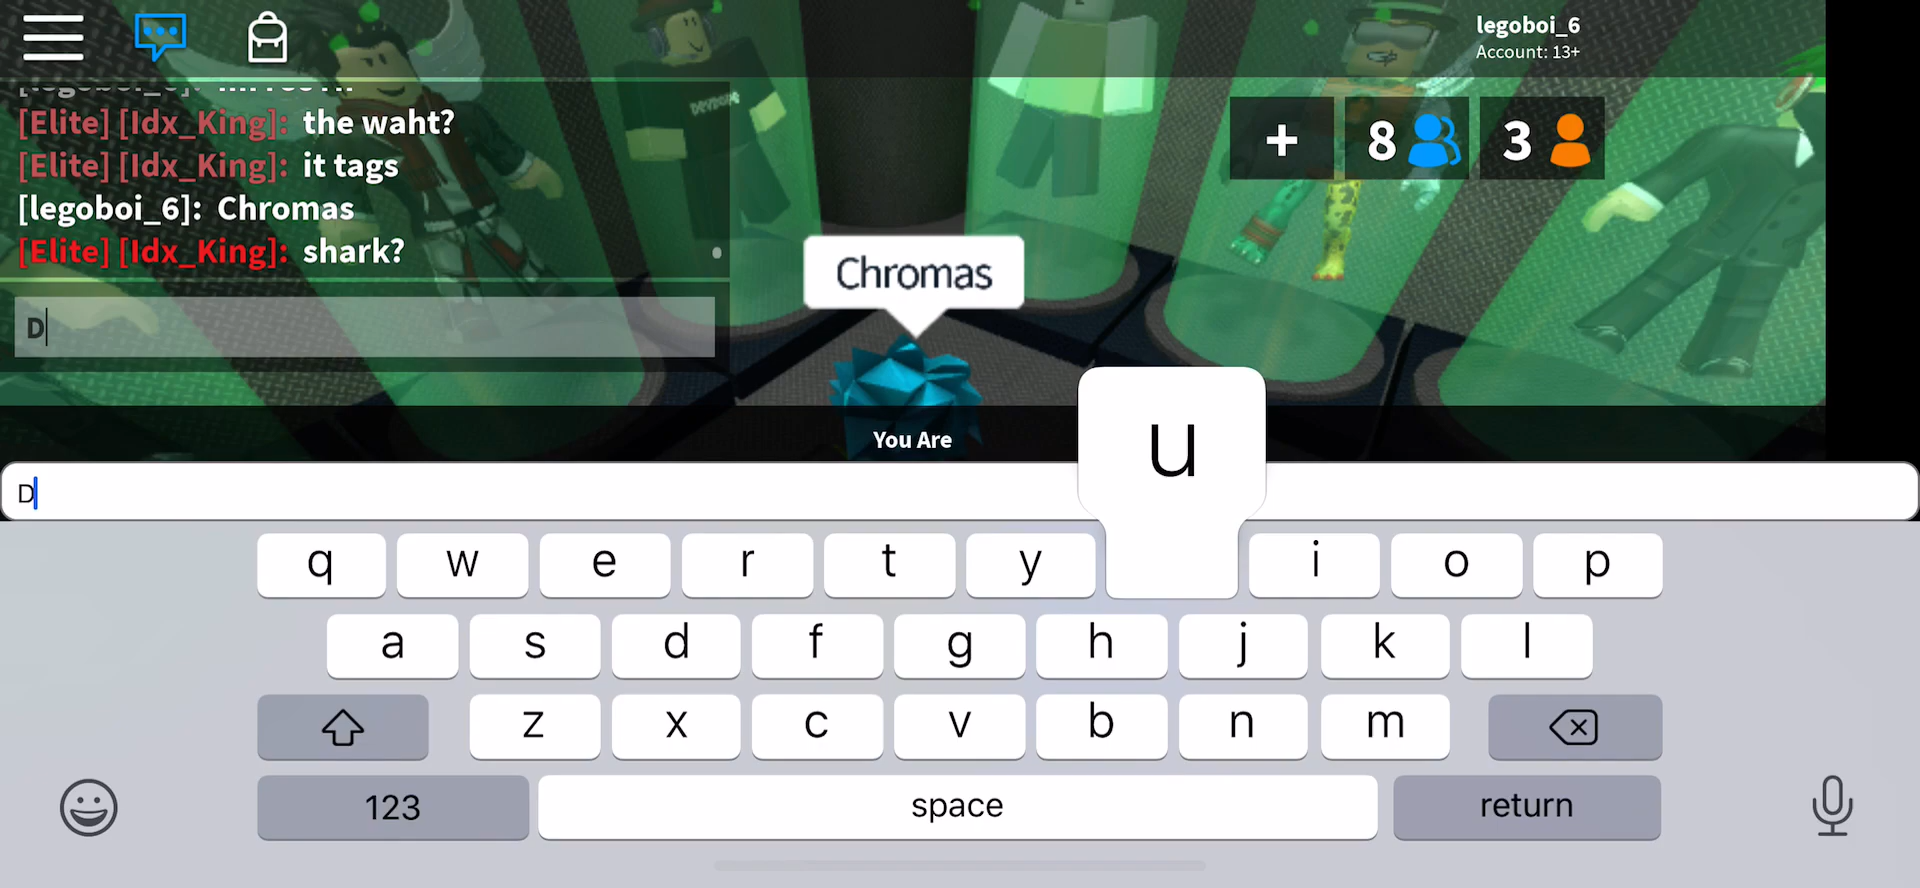 legoboi_6
Account: 13+
[Elite] [Idx_King]: the waht?
[Elite] [Idx_King]: it tags
[legoboi_6]: Chromas
[Elite] [Idx_King]: shark?
+ 8 3
D
Chromas
You Are
D
u
q w e r t y i o p
a s d f g h j k l
z x c v b n m
123 space return